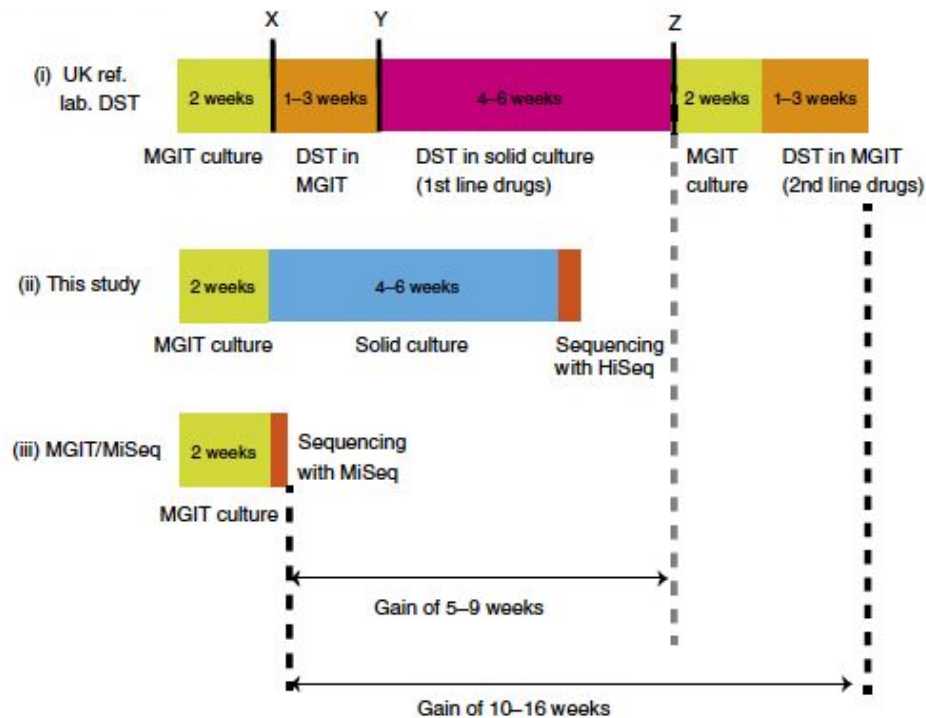 X
Y
Z
(i) UK ref.
lab. DST
2 weeks
1–3 weeks
4–6 weeks
2 weeks
1–3 weeks
MGIT culture
DST in
MGIT
DST in solid culture
(1st line drugs)
MGIT
culture
DST in MGIT
(2nd line drugs)
(ii) This study
2 weeks
4–6 weeks
MGIT culture
Solid culture
Sequencing
with HiSeq
(iii) MGIT/MiSeq
2 weeks
Sequencing
with MiSeq
MGIT culture
Gain of 5–9 weeks
Gain of 10–16 weeks